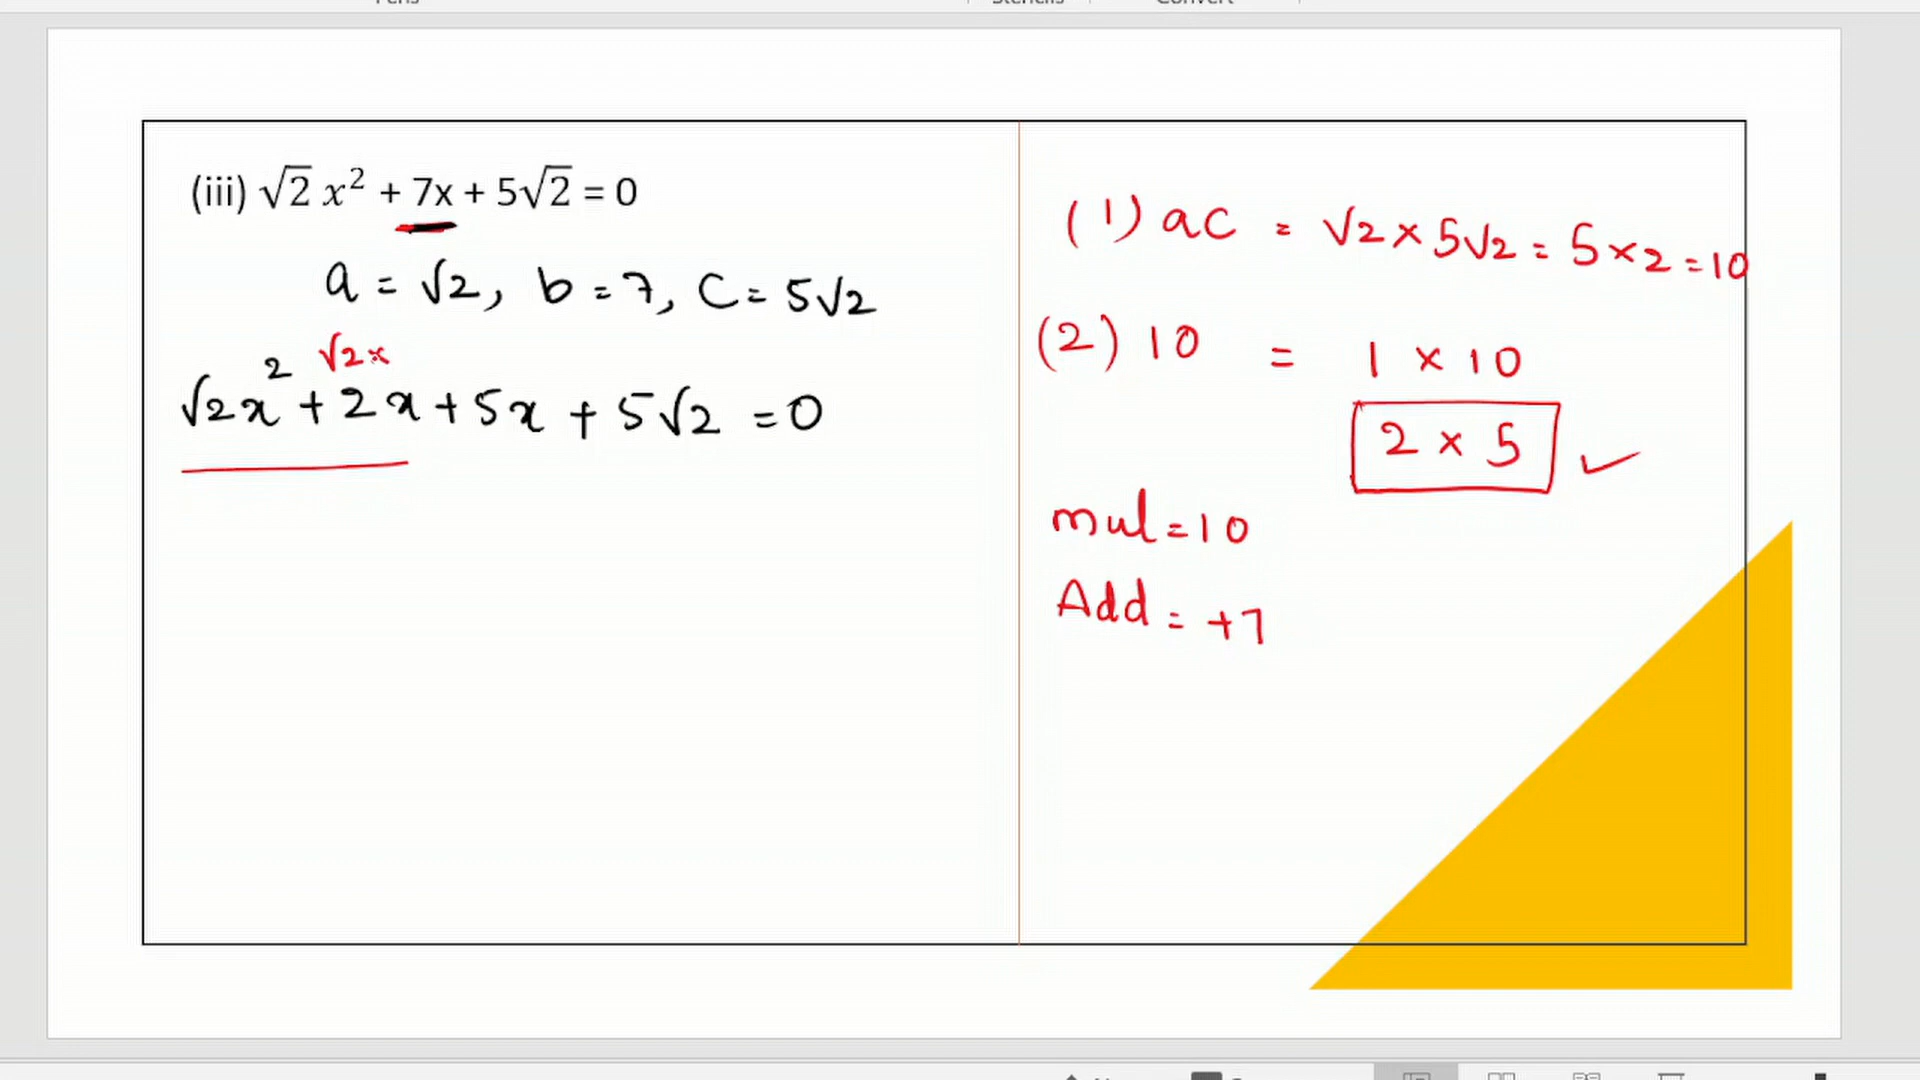 (iii) √2 x² + 7x + 5√2 = 0
a = √2, b = 7, c = 5√2
√2x
√2x² + 2x + 5x + 5√2 = 0
(1) ac = √2 × 5√2 = 5 × 2 = 10
(2) 10 = 1 × 10
2 × 5 ✓
mul = 10
Add = +7